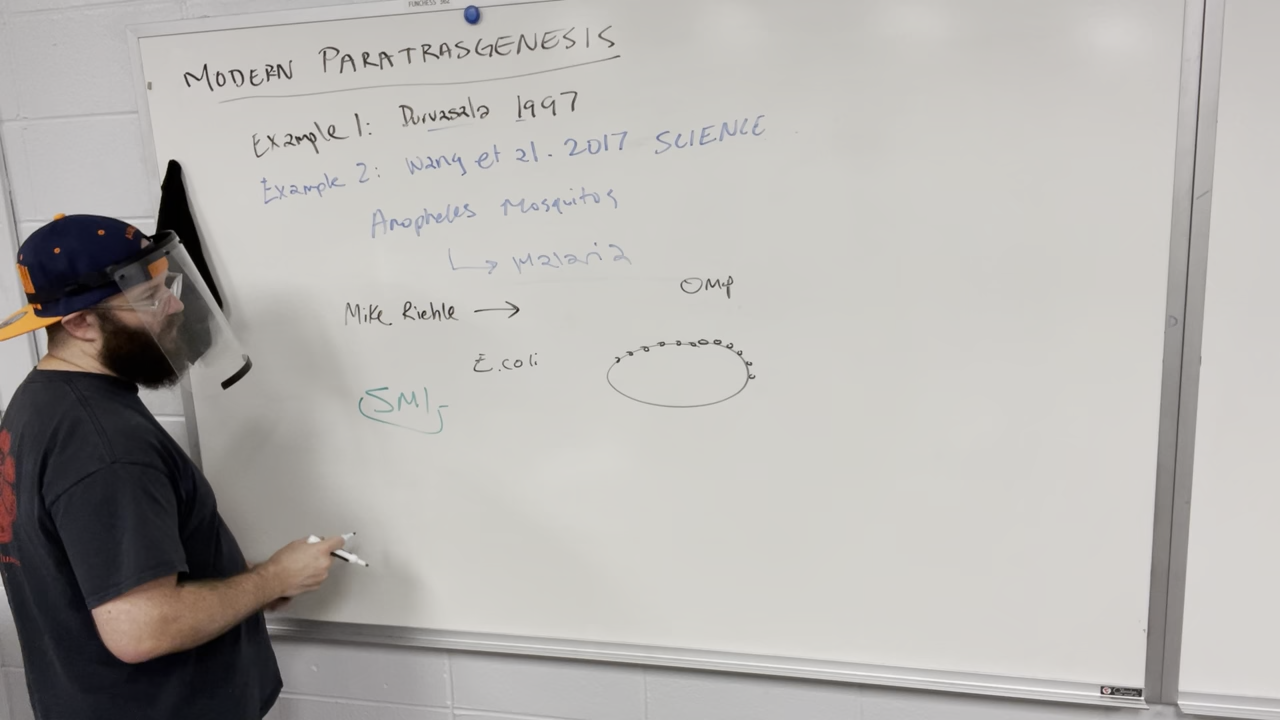 MODERN PARATRASGENESIS
Example 1: Durvasala 1997
Example 2: Wang et al. 2017 SCIENCE
Anopheles Mosquitos
Malaria
Mike Riehle
OMP
E.coli
SM1